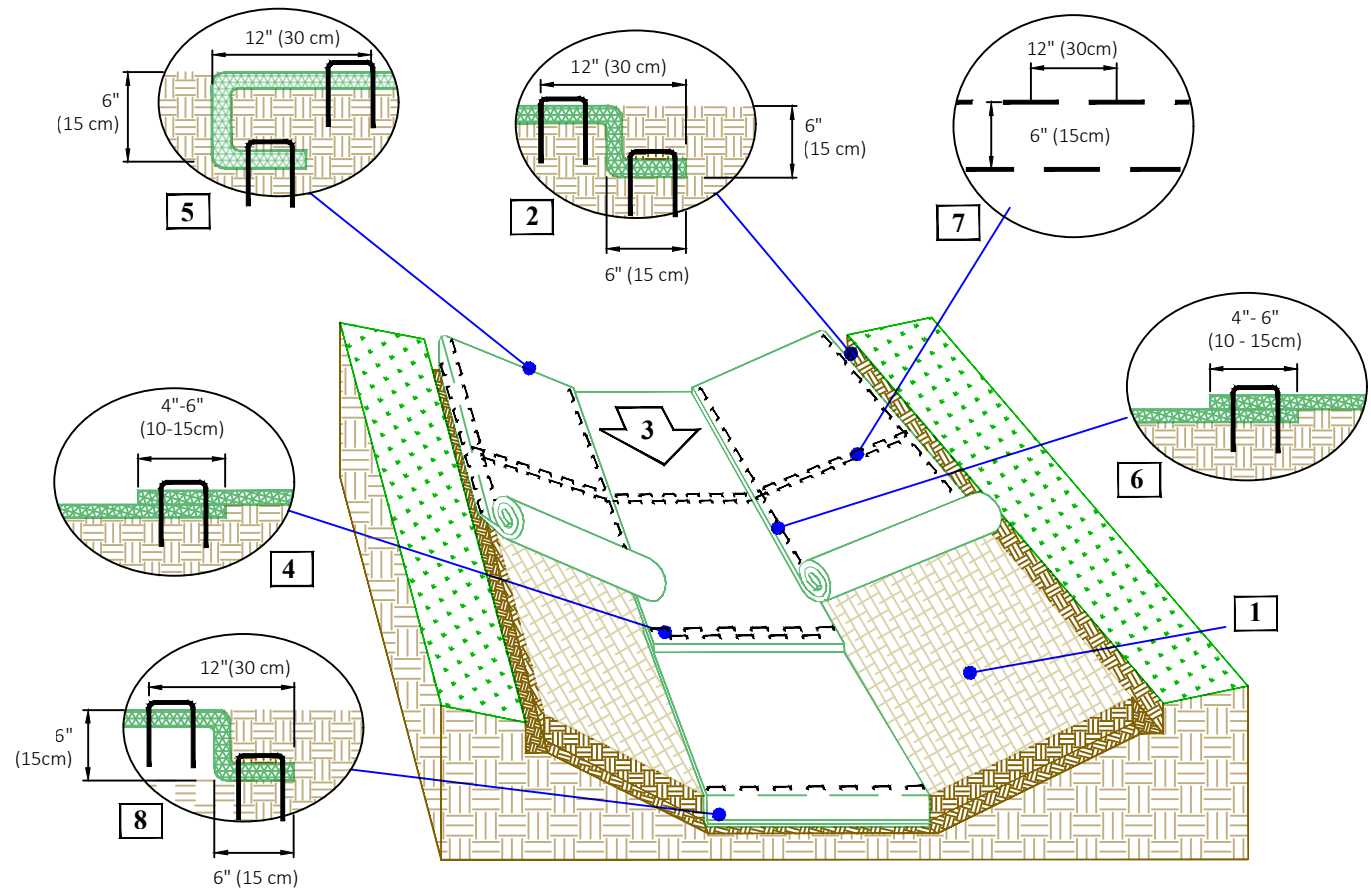 12" (30 cm)
6"
(15 cm)
5
12" (30 cm)
6"
(15 cm)
2
6" (15 cm)
12" (30cm)
6" (15cm)
7
4"- 6"
(10 - 15cm)
6
3
4"-6"
(10-15cm)
4
1
12"(30 cm)
6"
(15cm)
8
6" (15 cm)